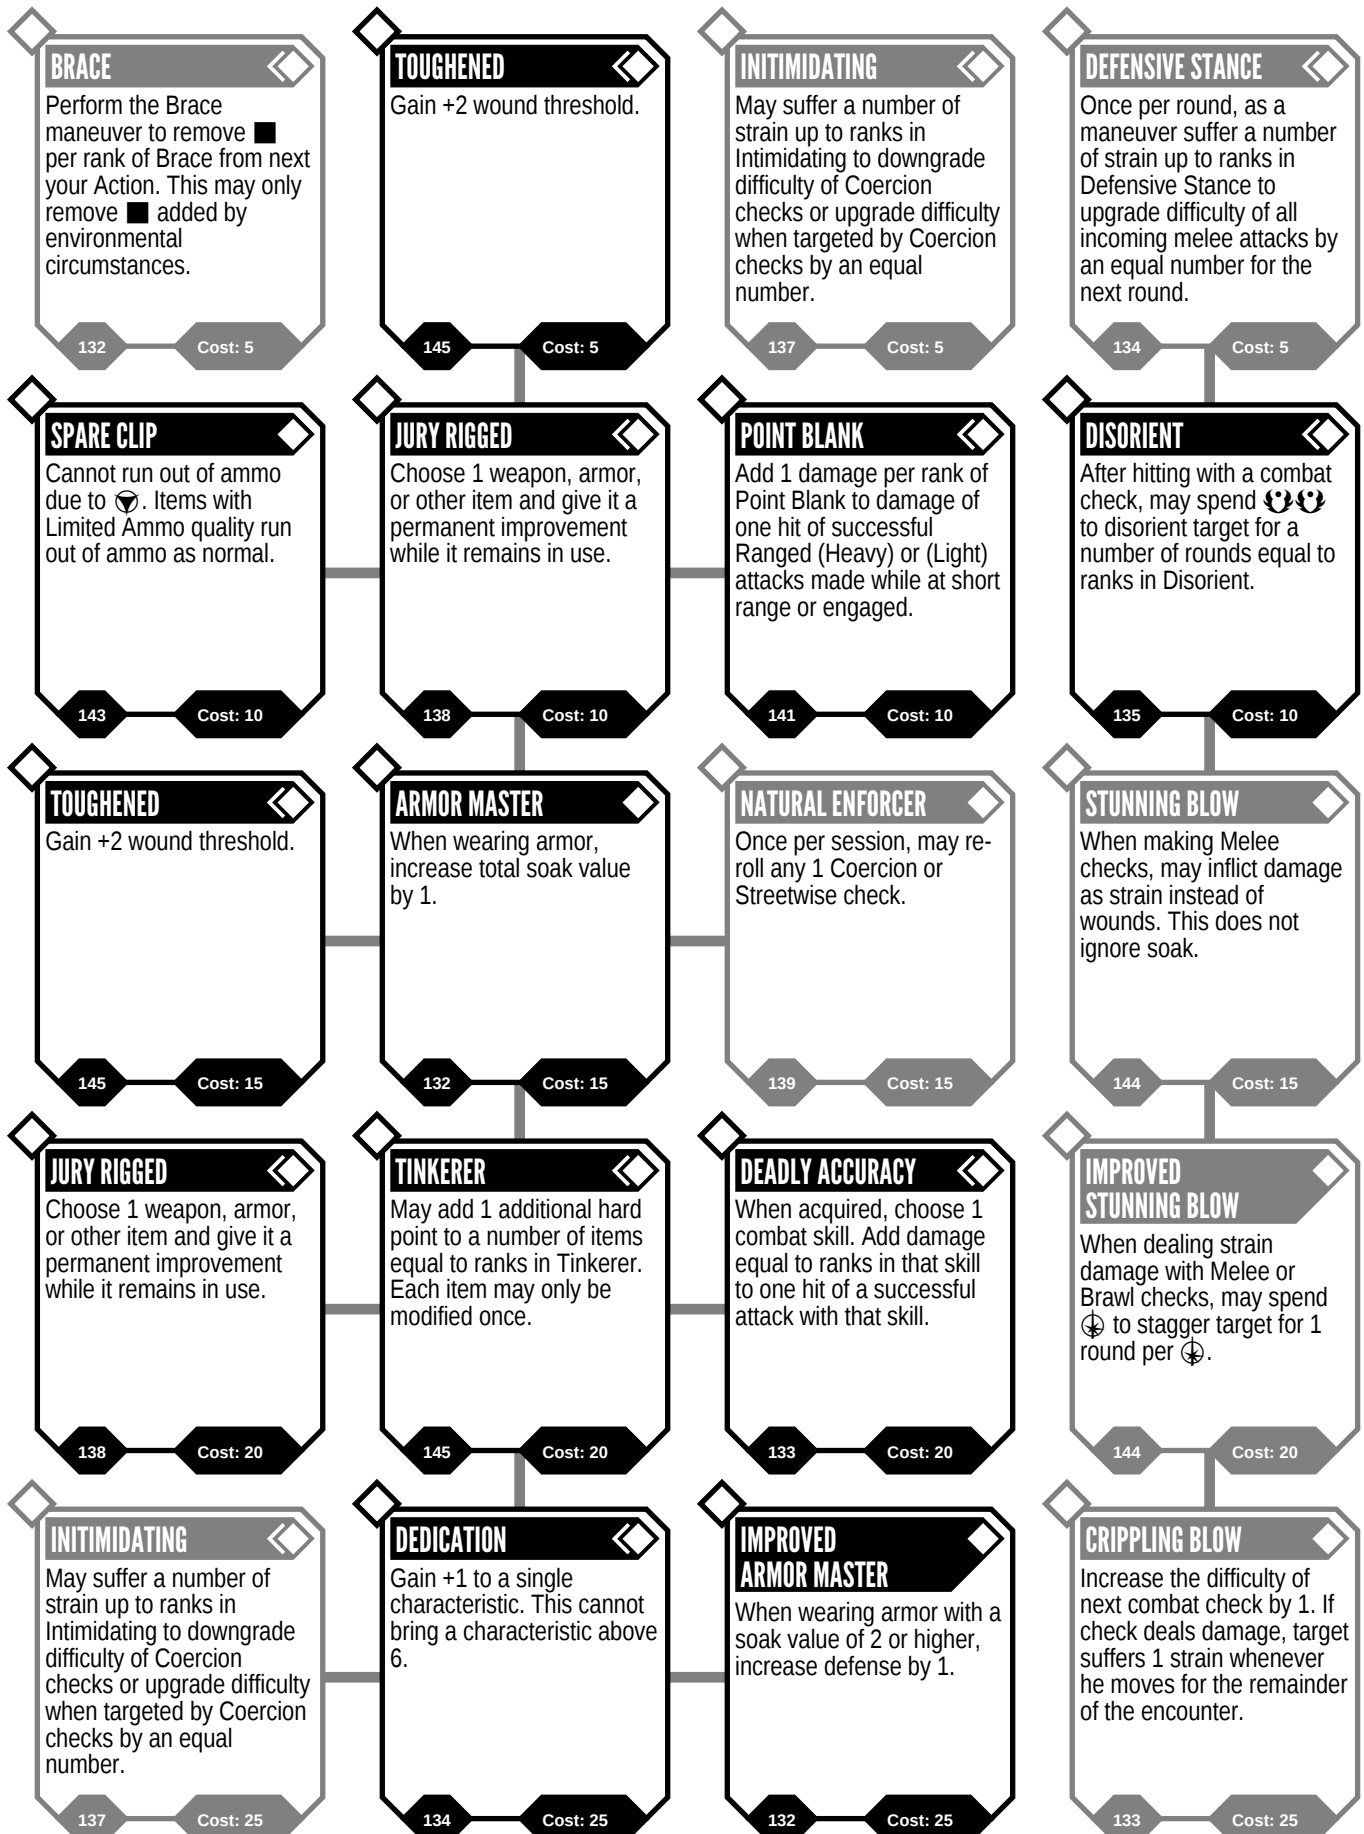 BRACE
Perform the Brace
maneuver to remove
per rank of Brace from next
your Action. This may only
remove added by
environmental
circumstances.
132
Cost: 5
TOUGHENED
Gain +2 wound threshold.
145
Cost: 5
INITIMIDATING
May suffer a number of
strain up to ranks in
Intimidating to downgrade
difficulty of Coercion
checks or upgrade difficulty
when targeted by Coercion
checks by an equal
number.
137
Cost: 5
DEFENSIVE STANCE
Once per round, as a
maneuver suffer a number
of strain up to ranks in
Defensive Stance to
upgrade difficulty of all
incoming melee attacks by
an equal number for the
next round.
134
Cost: 5
SPARE CLIP
Cannot run out of ammo
due to . Items with
Limited Ammo quality run
out of ammo as normal.
143
Cost: 10
JURY RIGGED
Choose 1 weapon, armor,
or other item and give it a
permanent improvement
while it remains in use.
138
Cost: 10
POINT BLANK
Add 1 damage per rank of
Point Blank to damage of
one hit of successful
Ranged (Heavy) or (Light)
attacks made while at short
range or engaged.
141
Cost: 10
DISORIENT
After hitting with a combat
check, may spend
to disorient target for a
number of rounds equal to
ranks in Disorient.
135
Cost: 10
TOUGHENED
Gain +2 wound threshold.
145
Cost: 15
ARMOR MASTER
When wearing armor,
increase total soak value
by 1.
132
Cost: 15
NATURAL ENFORCER
Once per session, may re-
roll any 1 Coercion or
Streetwise check.
139
Cost: 15
STUNNING BLOW
When making Melee
checks, may inflict damage
as strain instead of
wounds. This does not
ignore soak.
144
Cost: 15
JURY RIGGED
Choose 1 weapon, armor,
or other item and give it a
permanent improvement
while it remains in use.
138
Cost: 20
TINKERER
May add 1 additional hard
point to a number of items
equal to ranks in Tinkerer.
Each item may only be
modified once.
145
Cost: 20
DEADLY ACCURACY
When acquired, choose 1
combat skill. Add damage
equal to ranks in that skill
to one hit of a successful
attack with that skill.
133
Cost: 20
IMPROVED
STUNNING BLOW
When dealing strain
damage with Melee or
Brawl checks, may spend
to stagger target for 1
round per .
144
Cost: 20
INITIMIDATING
May suffer a number of
strain up to ranks in
Intimidating to downgrade
difficulty of Coercion
checks or upgrade difficulty
when targeted by Coercion
checks by an equal
number.
137
Cost: 25
DEDICATION
Gain +1 to a single
characteristic. This cannot
bring a characteristic above
6.
134
Cost: 25
IMPROVED
ARMOR MASTER
When wearing armor with a
soak value of 2 or higher,
increase defense by 1.
132
Cost: 25
CRIPPLING BLOW
Increase the difficulty of
next combat check by 1. If
check deals damage, target
suffers 1 strain whenever
he moves for the remainder
of the encounter.
133
Cost: 25